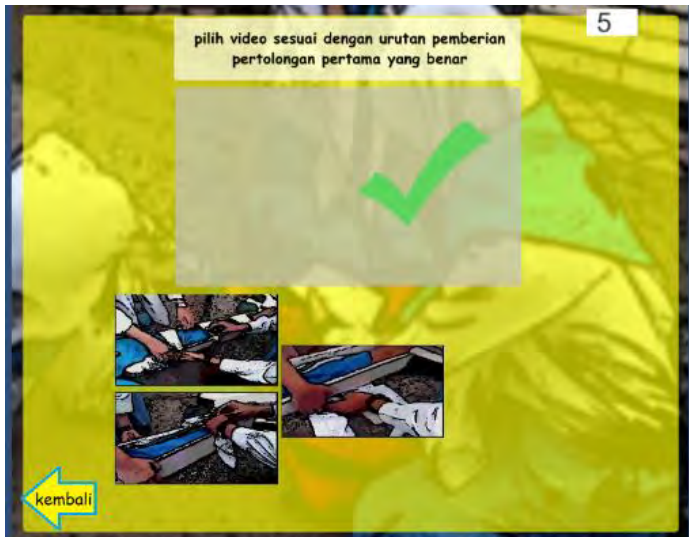 5
pilih video sesuai dengan urutan pemberian
pertolongan pertama yang benar
kembali